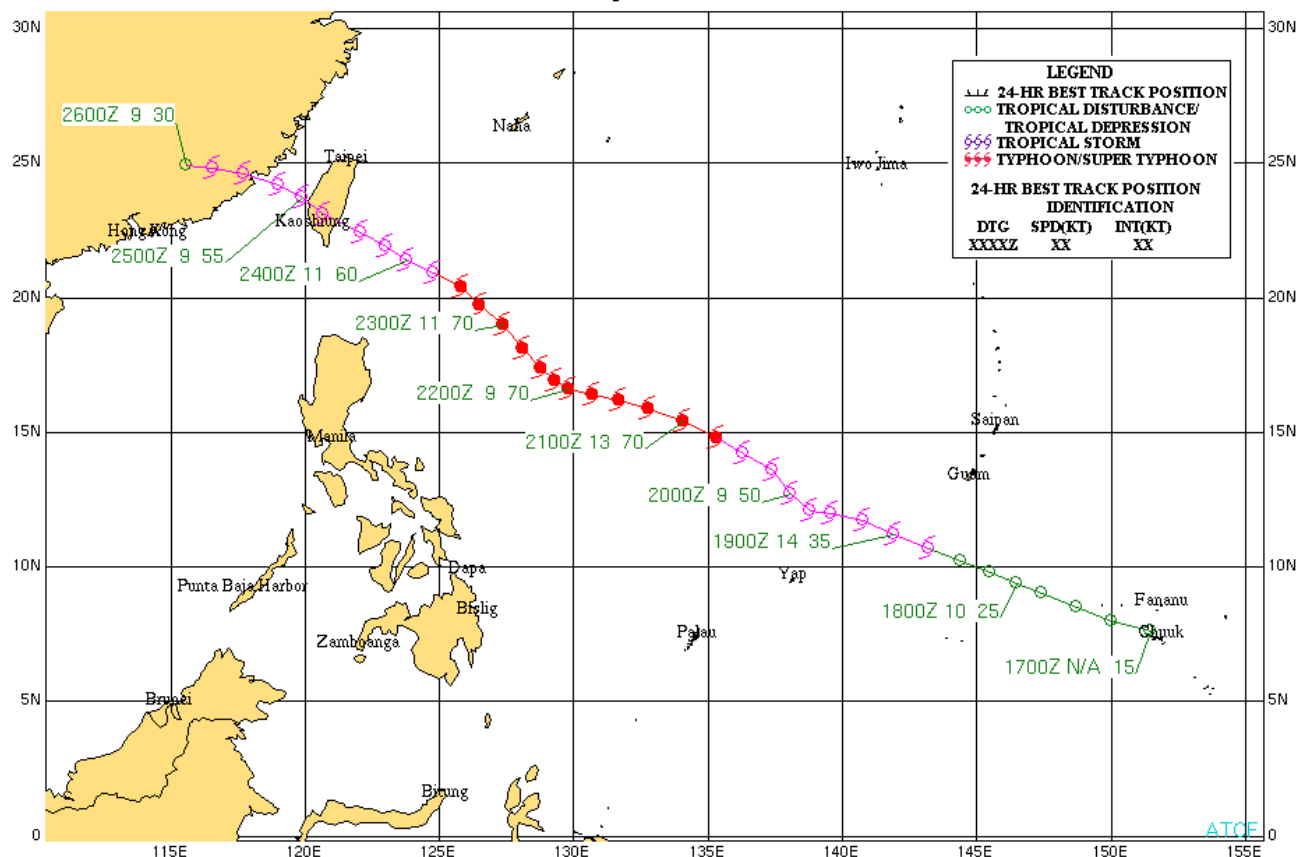 30N
30N
LEGEND
24-HR BEST TRACK POSITION
TROPICAL DISTURBANCE/
TROPICAL DEPRESSION
TROPICAL STORM
TYPHOON/SUPER TYPHOON
24-HR BEST TRACK POSITION
IDENTIFICATION
DTG SPD(KT) INT(KT)
XXXXZ XX XX
2600Z 9 30
Naha
Taipei
Iwo Jima
25N
25N
Kaoshiung
Hong Kong
2500Z 9 55
2400Z 11 60
20N
20N
2300Z 11 70
2200Z 9 70
Saipan
15N
15N
Manila
2100Z 13 70
Guam
2000Z 9 50
1900Z 14 35
10N
10N
Dapa
Yap
Punta Baja Harbor
Bislig
1800Z 10 25
Fananu
Zamboanga
Palau
Chuuk
1700Z N/A 15
5N
5N
Brunei
Bitung
0
0
ATCF
115E 120E 125E 130E 135E 140E 145E 150E 155E